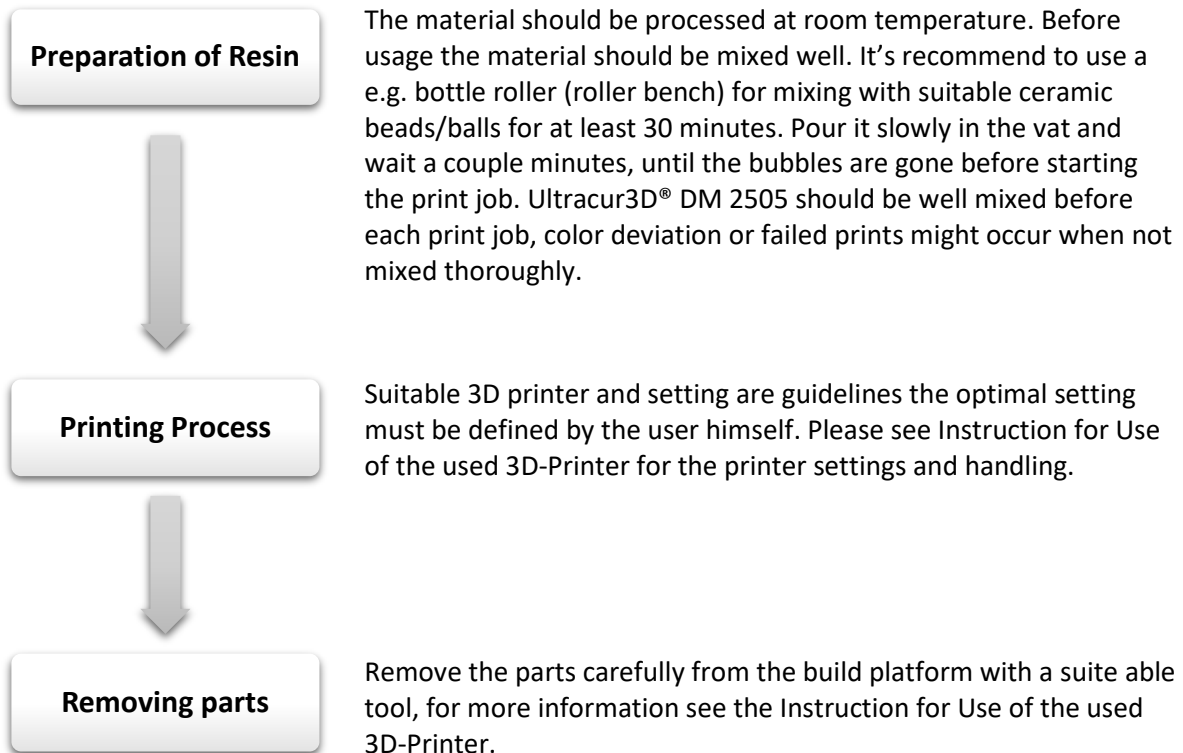 Preparation of Resin
The material should be processed at room temperature. Before
usage the material should be mixed well. It’s recommend to use a
e.g. bottle roller (roller bench) for mixing with suitable ceramic
beads/balls for at least 30 minutes. Pour it slowly in the vat and
wait a couple minutes, until the bubbles are gone before starting
the print job. Ultracur3D® DM 2505 should be well mixed before
each print job, color deviation or failed prints might occur when not
mixed thoroughly.
Printing Process
Suitable 3D printer and setting are guidelines the optimal setting
must be defined by the user himself. Please see Instruction for Use
of the used 3D-Printer for the printer settings and handling.
Removing parts
Remove the parts carefully from the build platform with a suite able
tool, for more information see the Instruction for Use of the used
3D-Printer.